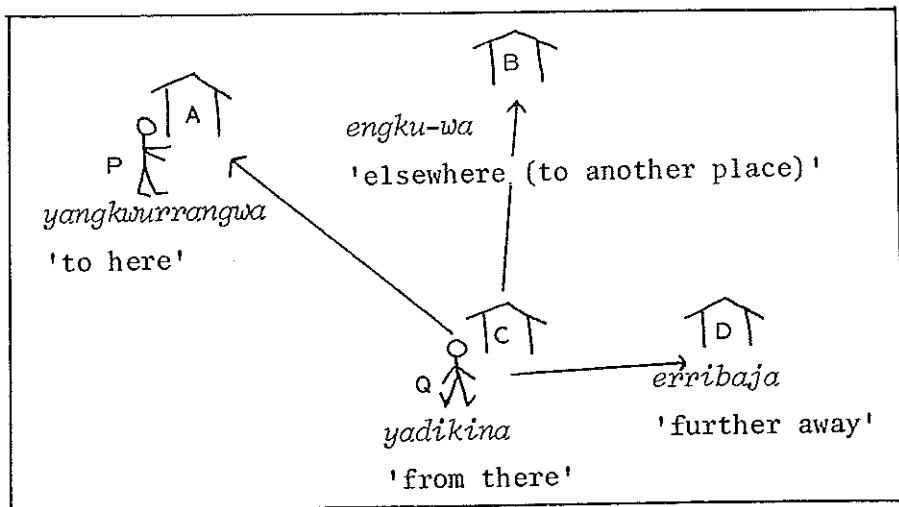 B
A
engku-wa
P
'elsewhere (to another place)'
yangkwurrangwa
'to here'
C
D
Q
erribaja
yadikina
'further away'
'from there'